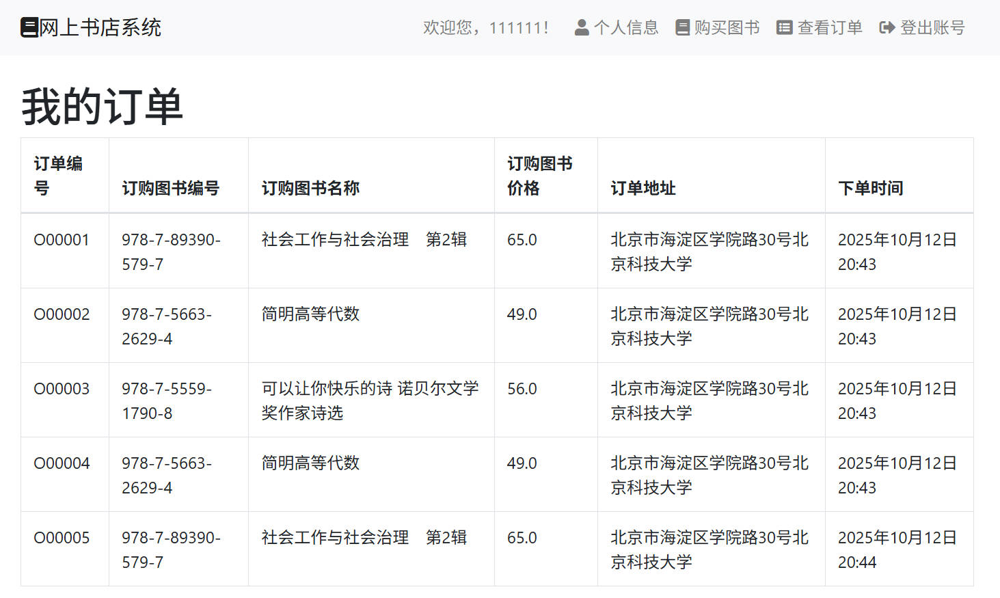 网上书店系统 欢迎您，111111！ 个人信息 购买图书 查看订单 登出账号
我的订单
订单编号 订购图书编号 订购图书名称 订购图书价格 订单地址 下单时间
O00001 978-7-89390-579-7 社会工作与社会治理　第2辑 65.0 北京市海淀区学院路30号北京科技大学 2025年10月12日 20:43
O00002 978-7-5663-2629-4 简明高等代数 49.0 北京市海淀区学院路30号北京科技大学 2025年10月12日 20:43
O00003 978-7-5559-1790-8 可以让你快乐的诗 诺贝尔文学奖作家诗选 56.0 北京市海淀区学院路30号北京科技大学 2025年10月12日 20:43
O00004 978-7-5663-2629-4 简明高等代数 49.0 北京市海淀区学院路30号北京科技大学 2025年10月12日 20:43
O00005 978-7-89390-579-7 社会工作与社会治理　第2辑 65.0 北京市海淀区学院路30号北京科技大学 2025年10月12日 20:44